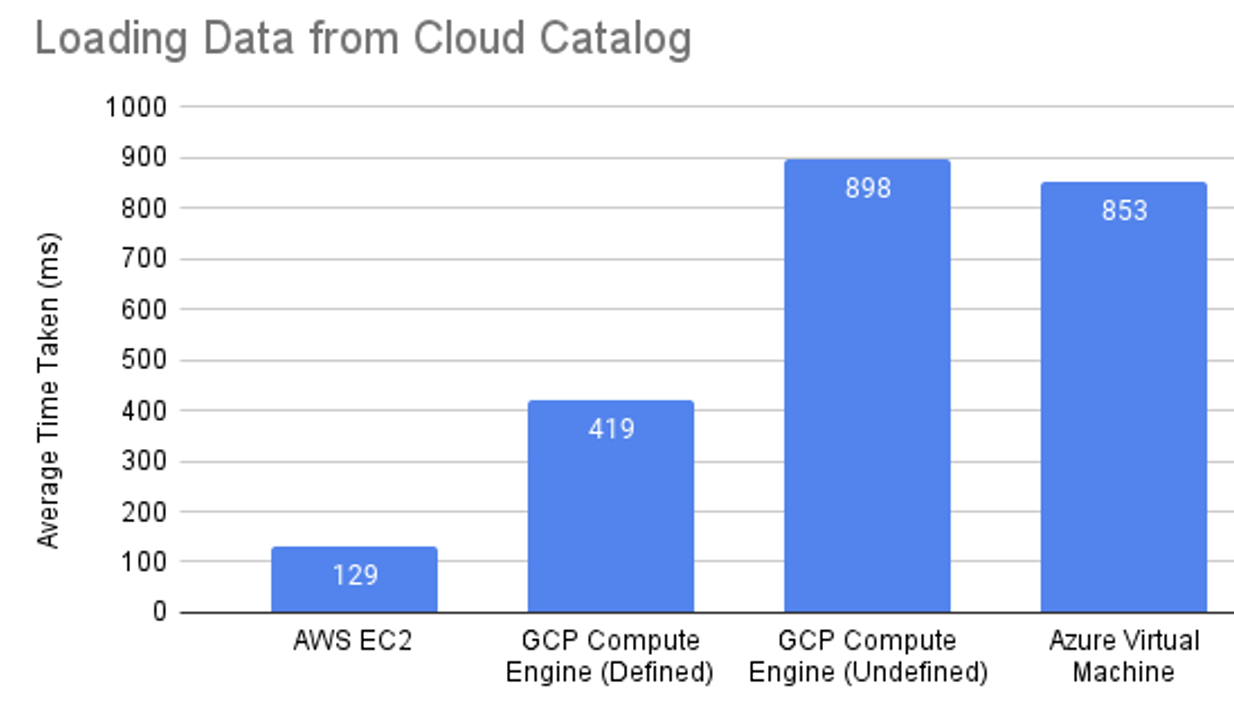 Loading Data from Cloud Catalog
1000
900
800
700
600
500
400
300
200
100
0
Average Time Taken (ms)
129
419
898
853
AWS EC2
GCP Compute
Engine (Defined)
GCP Compute
Engine (Undefined)
Azure Virtual
Machine